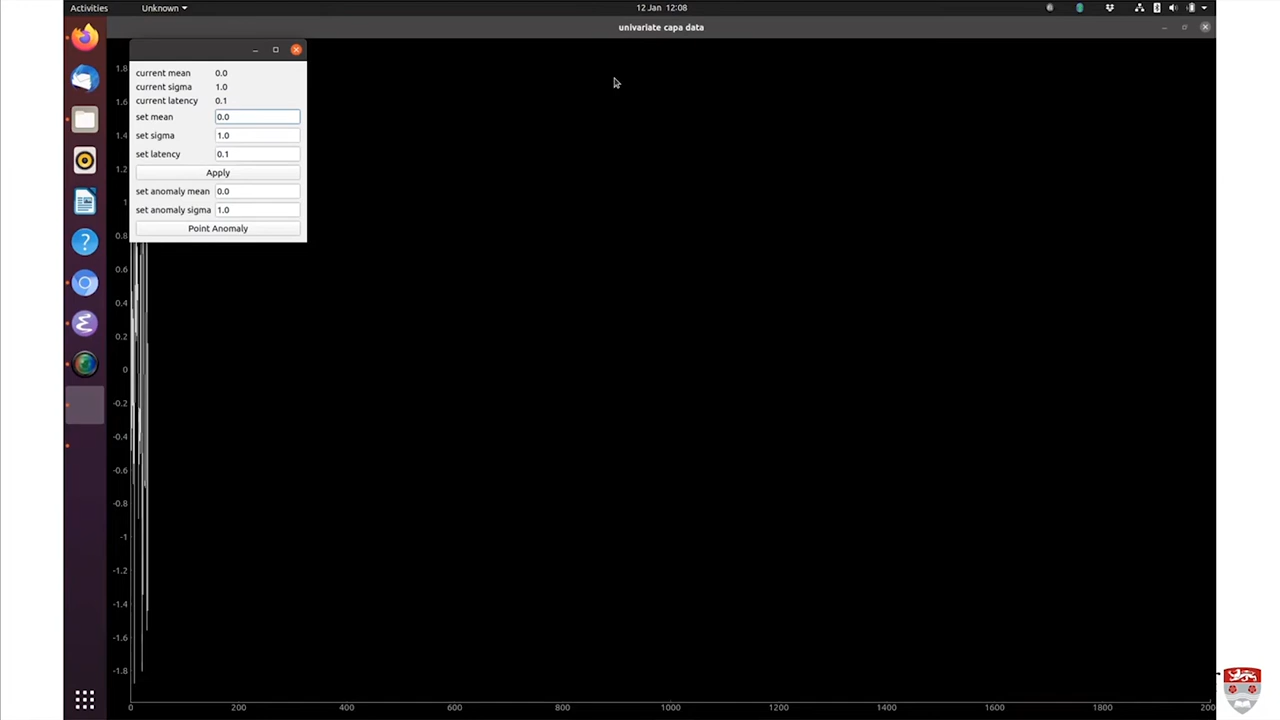 Activities
Unknown
12 Jan 12:08
univariate capa data
current mean 0.0
current sigma 1.0
current latency 0.1
set mean 0.0
set sigma 1.0
set latency 0.1
Apply
set anomaly mean 0.0
set anomaly sigma 1.0
Point Anomaly
1.8
1.6
1.4
1.2
1
0.8
0.6
0.4
0.2
0
-0.2
-0.4
-0.6
-0.8
-1
-1.2
-1.4
-1.6
-1.8
0
200
400
600
800
1000
1200
1400
1600
1800
200